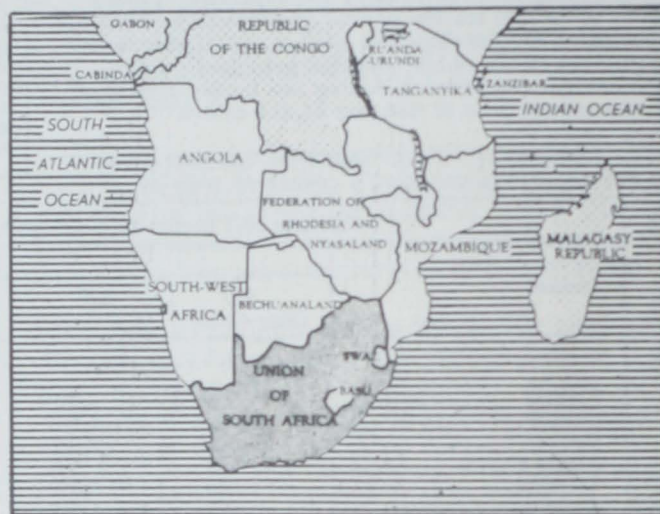 GABON
REPUBLIC
OF THE CONGO
RUANDA
-URUNDI
CABINDA
TANGANYIKA
ZANZIBAR
INDIAN OCEAN
SOUTH
ATLANTIC
OCEAN
ANGOLA
FEDERATION OF
RHODESIA AND
NYASALAND
MOZAMBIQUE
MALAGASY
REPUBLIC
SOUTH-WEST
AFRICA
BECHUANALAND
SWA.
UNION
OF
SOUTH AFRICA
BASU.